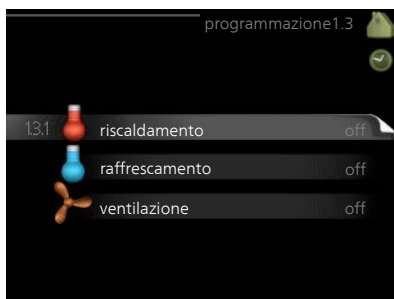 programmazione1.3
1.3.1 riscaldamento off
raffrescamento off
ventilazione off